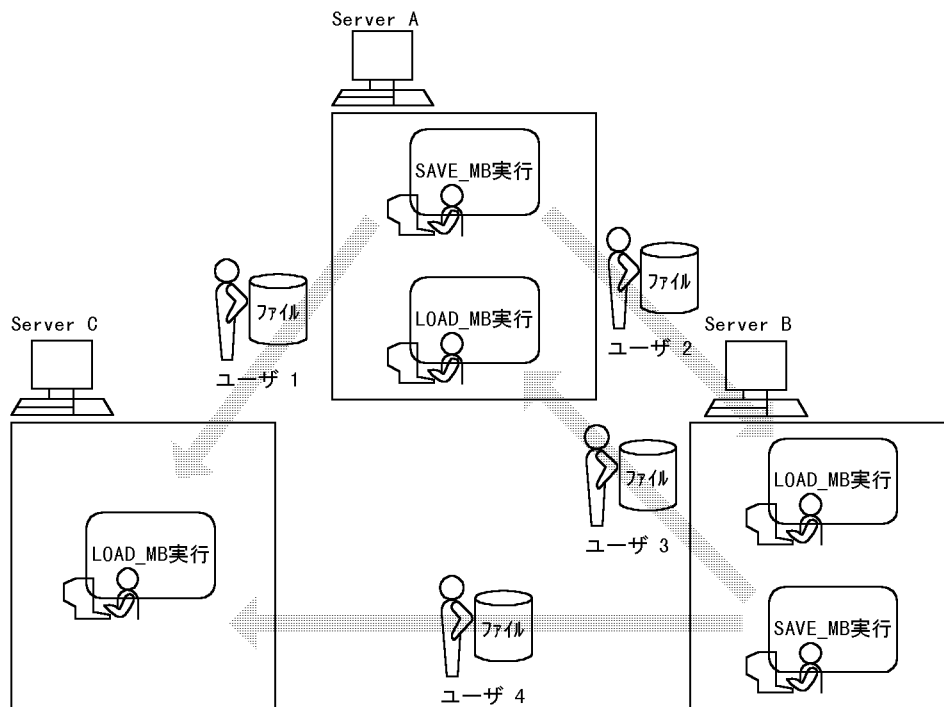 Server A
SAVE_MB実行
ファイル
ファイル
LOAD_MB実行
Server C
Server B
ユーザ 1
ユーザ 2
ファイル
LOAD_MB実行
ユーザ 3
LOAD_MB実行
ファイル
SAVE_MB実行
ユーザ 4